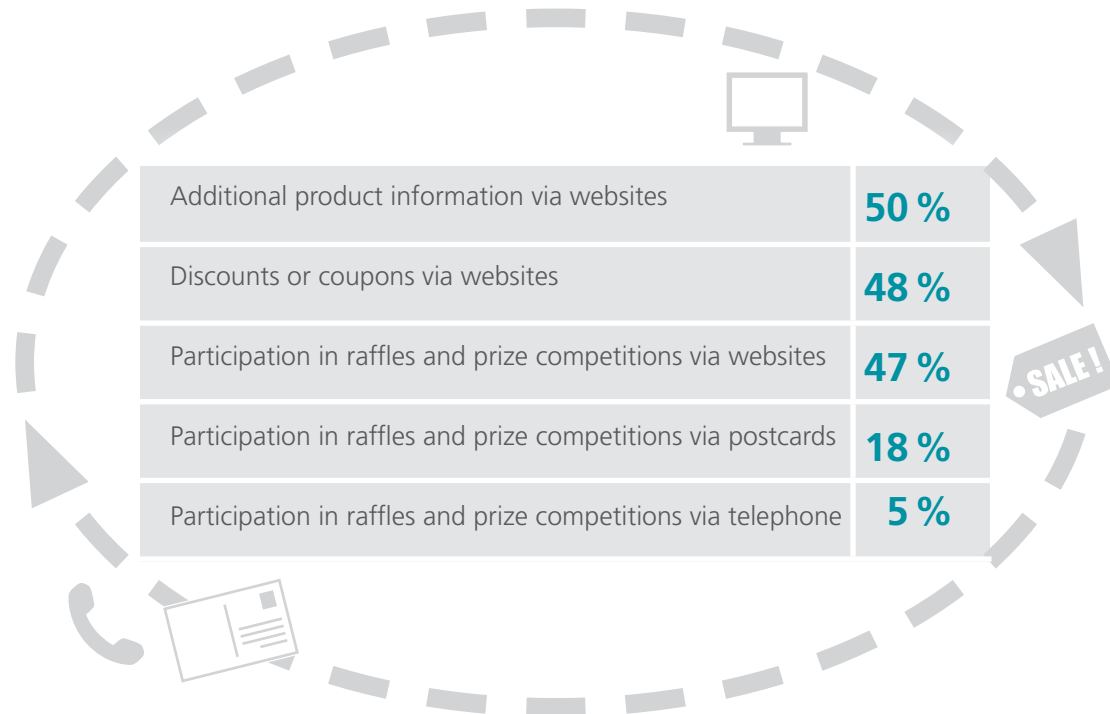 Additional product information via websites 50 %
Discounts or coupons via websites 48 %
Participation in raffles and prize competitions via websites 47 %
SALE !
Participation in raffles and prize competitions via postcards 18 %
Participation in raffles and prize competitions via telephone 5 %